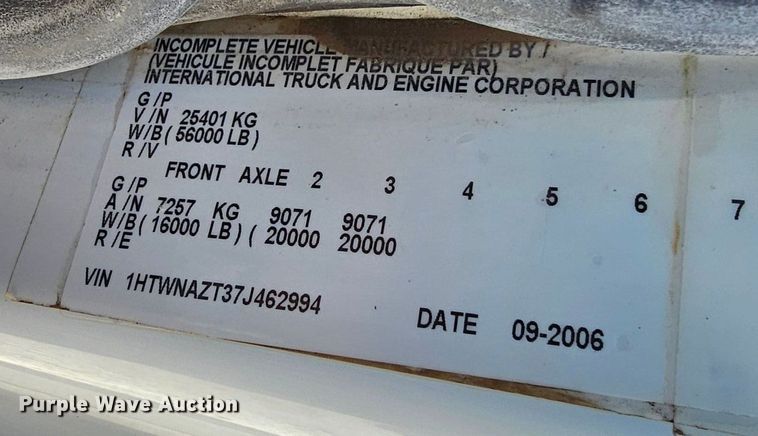 INCOMPLETE VEHICLE MANUFACTURED BY /
(VEHICULE INCOMPLET FABRIQUE PAR)
INTERNATIONAL TRUCK AND ENGINE CORPORATION
G / P
V / N 25401 KG
W/B ( 56000 LB )
R / V
FRONT AXLE 2 3 4 5 6 7
G / P
A / N 7257 KG 9071 9071
W/B ( 16000 LB ) ( 20000 20000
R / E
VIN 1HTWNAZT37J462994
DATE 09-2006
Purple Wave Auction